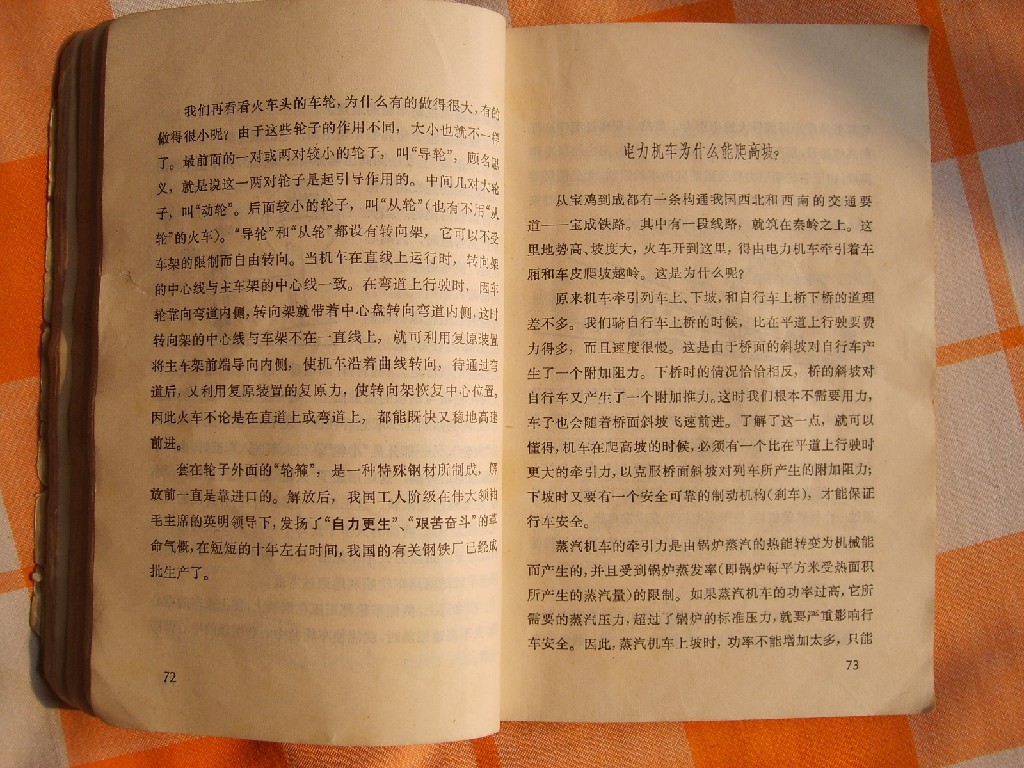 我们再看看火车头的车轮，为什么有的做得很大，有的
做得很小呢？由于这些轮子的作用不同，大小也就不一样
了。最前面的一对或两对较小的轮子，叫“导轮”，顾名思
义，就是说这一两对轮子是起引导作用的。中间几对大轮
子，叫“动轮”。后面较小的轮子，叫“从轮”（也有不用“从
轮”的火车）。“导轮”和“从轮”都设有转向架，它可以不受
车架的限制而自由转向。当机车在直线上运行时，转向架
的中心线与主车架的中心线一致。在弯道上行驶时，两车
轮靠向弯道内侧，转向架就带着中心盘转向弯道内侧，这时
转向架的中心线与车架不在一直线上，就可利用复原装置
将主车架前端导向内侧，使机车沿着曲线转向，待通过弯
道后，又利用复原装置的复原力，使转向架恢复中心位置，
因此火车不论是在直道上或弯道上，都能既快又稳地高速
前进。
套在轮子外面的“轮箍”，是一种特殊钢材所制成，解
放前一直是靠进口的。解放后，我国工人阶级在伟大领袖
毛主席的英明领导下，发扬了“自力更生”、“艰苦奋斗”的革
命气概，在短短的十年左右时间，我国的有关钢铁厂已经成
批生产了。
72
电力机车为什么能爬高坡？
从宝鸡到成都有一条构通我国西北和西南的交通要
道——宝成铁路。其中有一段线路，就筑在秦岭之上。这
里地势高、坡度大，火车开到这里，得由电力机车牵引着车
厢和车皮爬坡越岭。这是为什么呢？
原来机车牵引列车上、下坡，和自行车上桥下桥的道理
差不多。我们骑自行车上桥的时候，比在平道上行驶要费
力得多，而且速度很慢。这是由于桥面的斜坡对自行车产
生了一个附加阻力。下桥时的情况恰恰相反，桥的斜坡对
自行车又产生了一个附加推力。这时我们根本不需要用力，
车子也会随着桥面斜坡飞速前进。了解了这一点，就可以
懂得，机车在爬高坡的时候，必须有一个比在平道上行驶时
更大的牵引力，以克服桥面斜坡对列车所产生的附加阻力；
下坡时又要有一个安全可靠的制动机构（刹车），才能保证
行车安全。
蒸汽机车的牵引力是由锅炉蒸汽的热能转变为机械能
而产生的，并且受到锅炉蒸发率（即锅炉每平方米受热面积
所产生的蒸汽量）的限制。如果蒸汽机车的功率过高，它所
需要的蒸汽压力，超过了锅炉的标准压力，就要严重影响行
车安全。因此，蒸汽机车上坡时，功率不能增加太多，只能
73